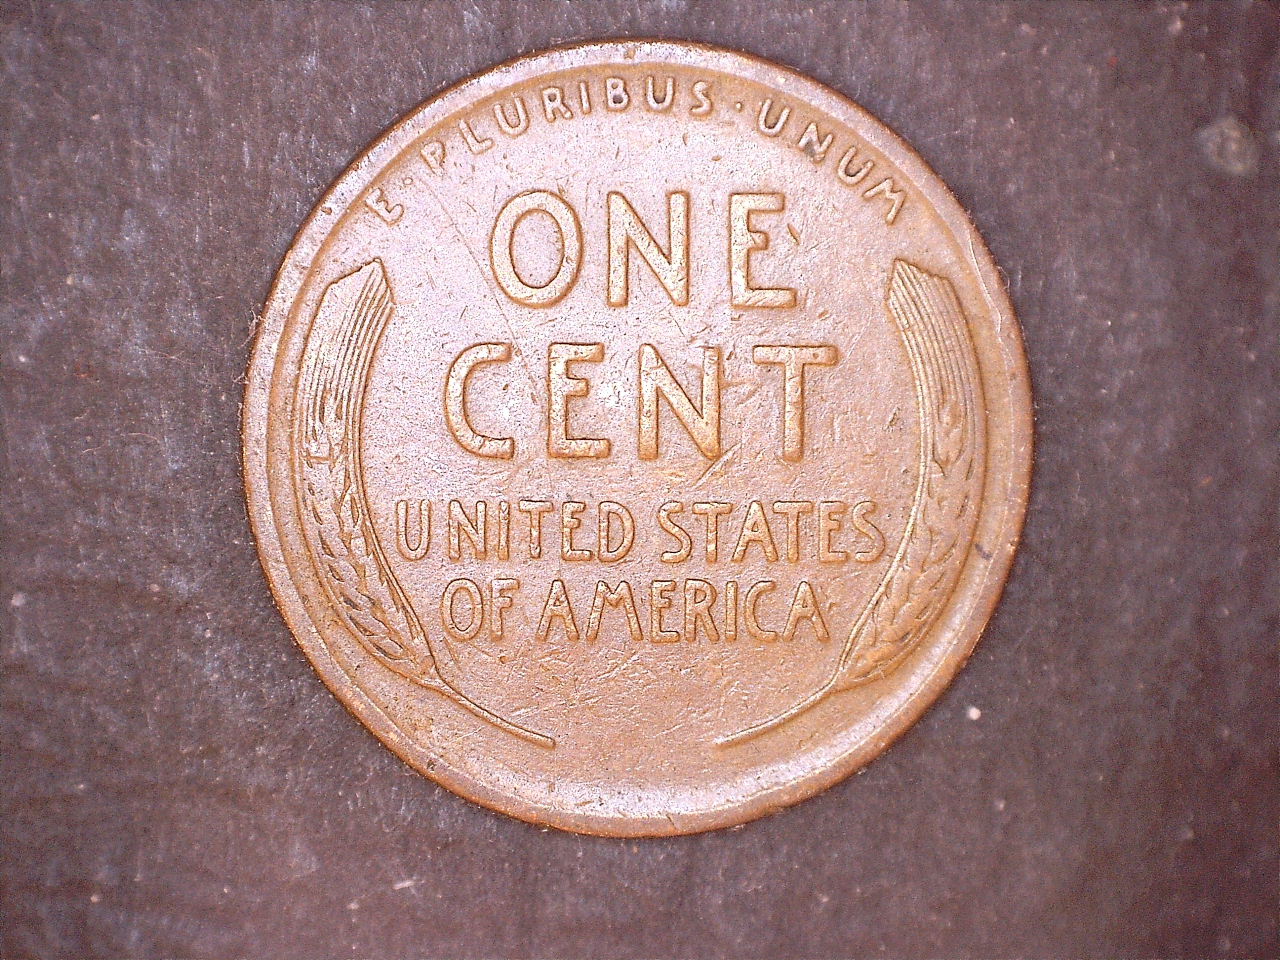 E·PLURIBUS·UNUM
ONE
CENT
UNITED STATES
OF AMERICA